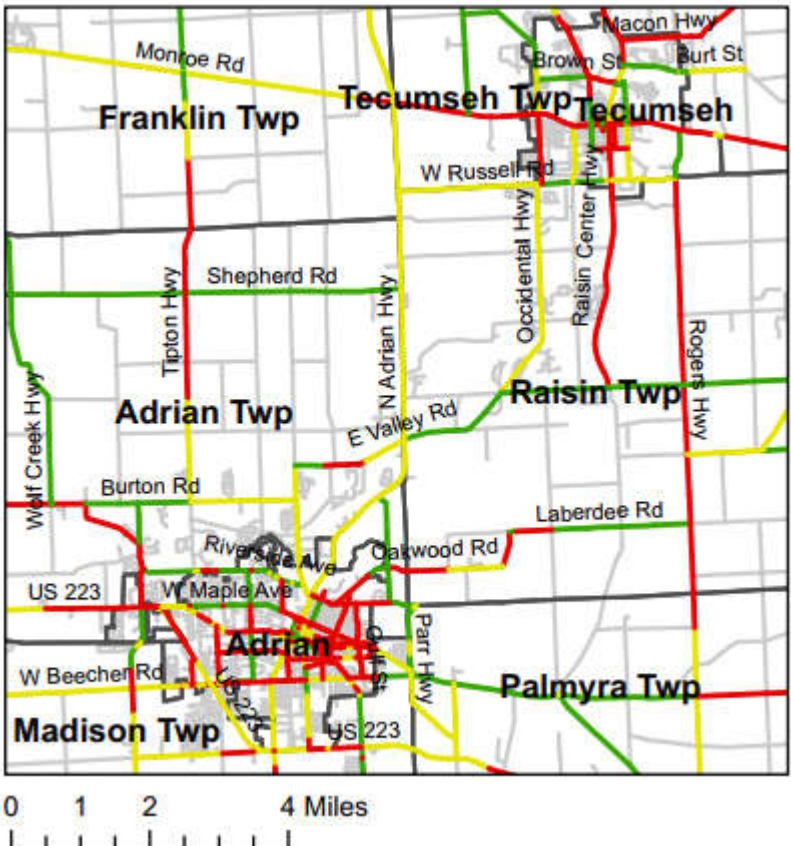 Macon Hwy
Monroe Rd
Brown St
Burt St
Tecumseh Twp
Tecumseh
Franklin Twp
W Russell Rd
Occidental Hwy
Raisin Center Hwy
Shepherd Rd
Tipton Hwy
N Adrian Hwy
Rogers Hwy
Raisin Twp
Adrian Twp
E Valley Rd
Wolf Creek Hwy
Burton Rd
Laberdee Rd
Riverside Ave
Oakwood Rd
US 223
W Maple Ave
Adrian
Gulf St
Parr Hwy
W Beecher Rd
US 223
Palmyra Twp
Madison Twp
US 223
0 1 2 4 Miles